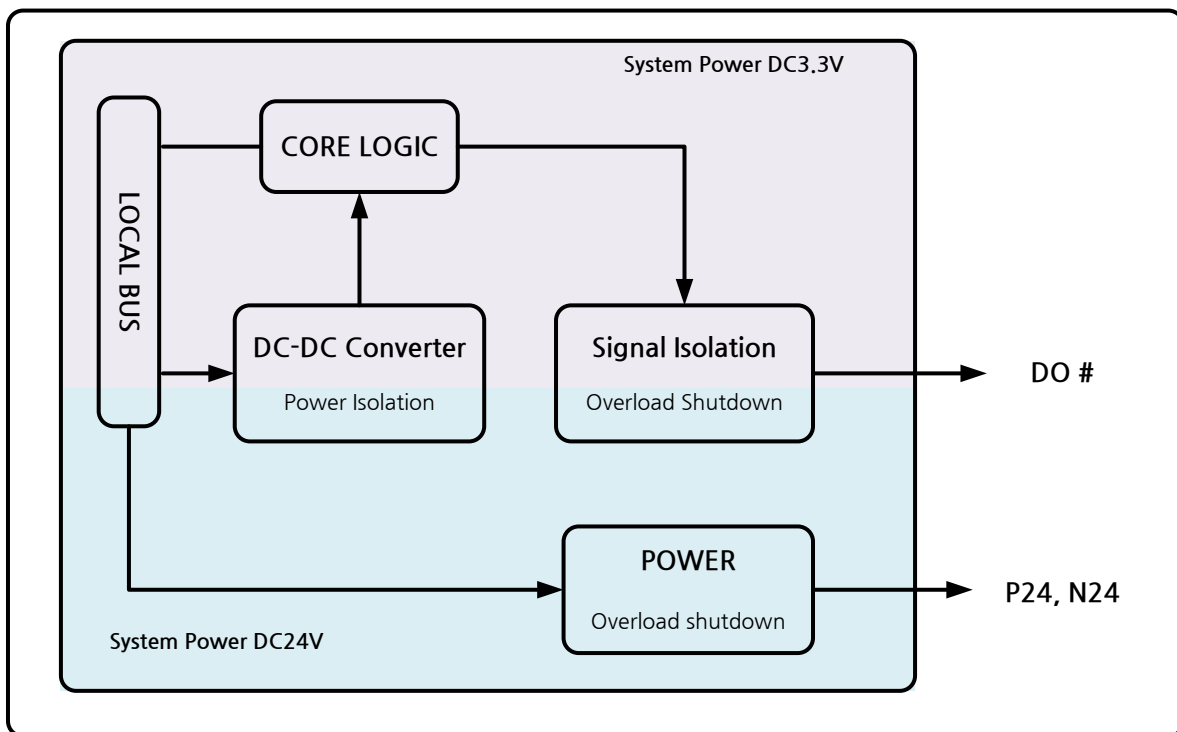 System Power DC3.3V
CORE LOGIC
LOCAL BUS
DC-DC Converter
Power Isolation
Signal Isolation
Overload Shutdown
DO #
POWER
Overload shutdown
P24, N24
System Power DC24V